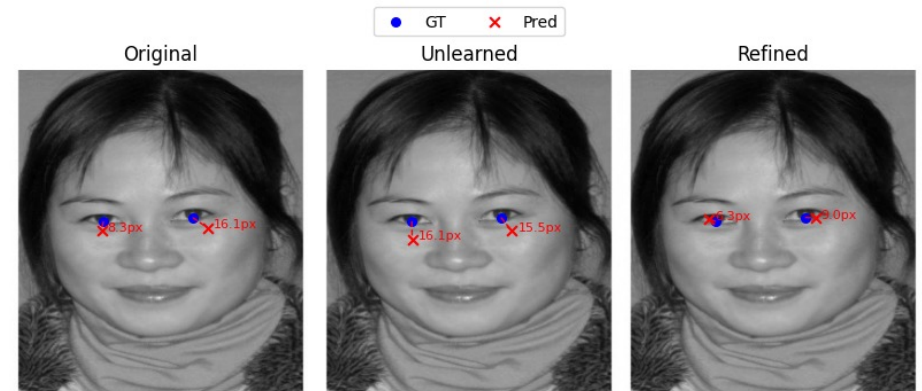 GT Pred
Original Unlearned Refined
8.3px 16.1px 16.1px 15.5px 6.3px 9.0px